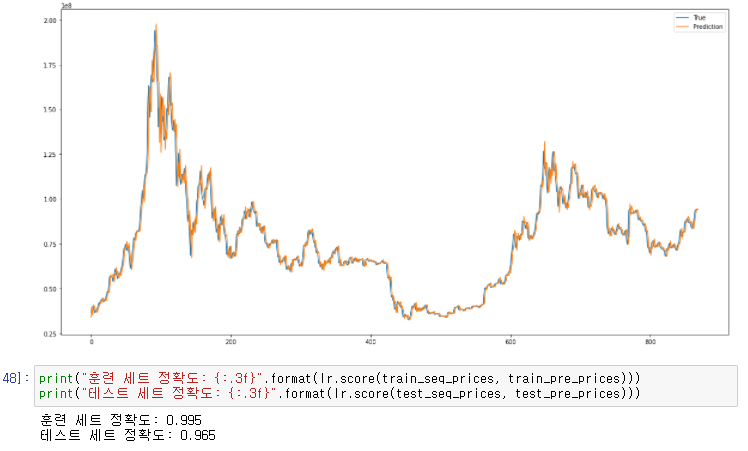 1e8
2.00
1.75
1.50
1.25
1.00
0.75
0.50
0.25
0
200
400
600
800
True
Prediction
48]:
print("훈련 세트 정확도: {:.3f}".format(lr.score(train_seq_prices, train_pre_prices)))
print("테스트 세트 정확도: {:.3f}".format(lr.score(test_seq_prices, test_pre_prices)))
훈련 세트 정확도: 0.995
테스트 세트 정확도: 0.965